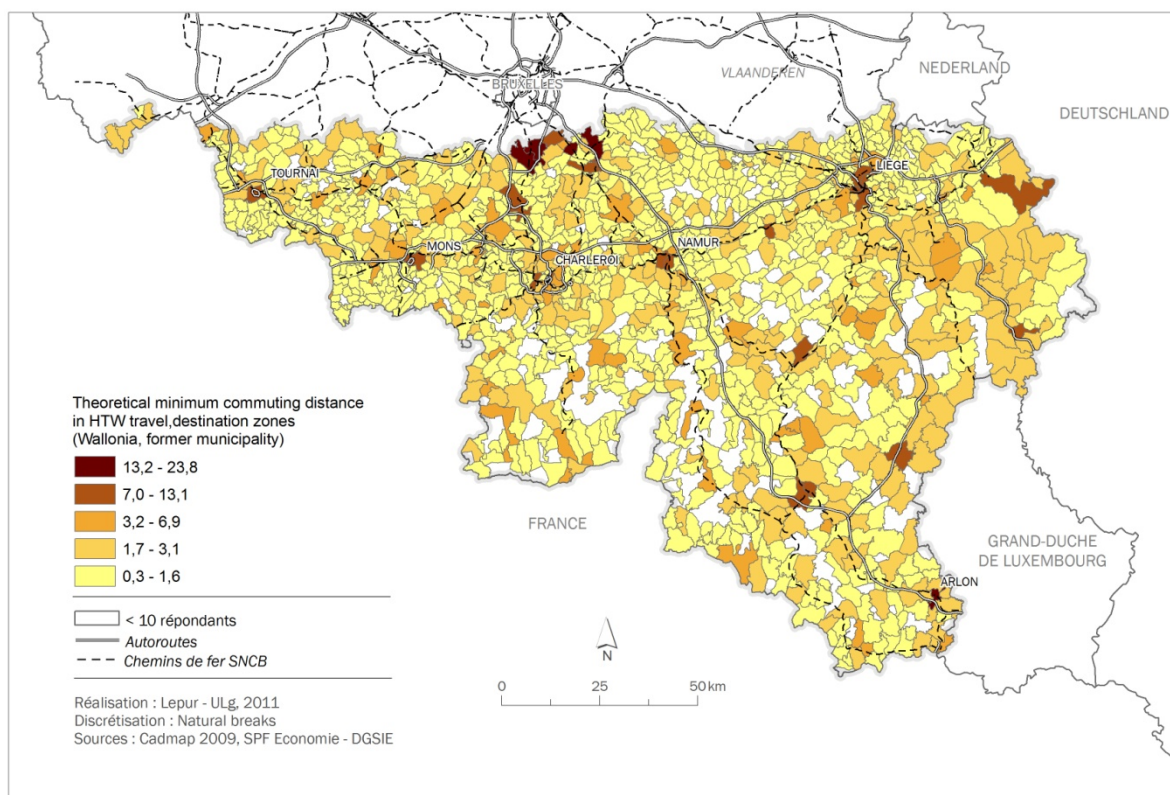 NEDERLAND
VLAANDEREN
BRUXELLES
DEUTSCHLAND
LIÈGE
TOURNAI
MONS
NAMUR
CHARLEROI
Theoretical minimum commuting distance
in HTW travel,destination zones
(Wallonia, former municipality)
13,2 - 23,8
7,0 - 13,1
3,2 - 6,9
1,7 - 3,1
0,3 - 1,6
< 10 répondants
Autoroutes
Chemins de fer SNCB
Réalisation : Lepur - ULg, 2011
Discrétisation : Natural breaks
Sources : Cadmap 2009, SPF Economie - DGSIE
FRANCE
GRAND-DUCHE
DE LUXEMBOURG
ARLON
N
0 25 50 km